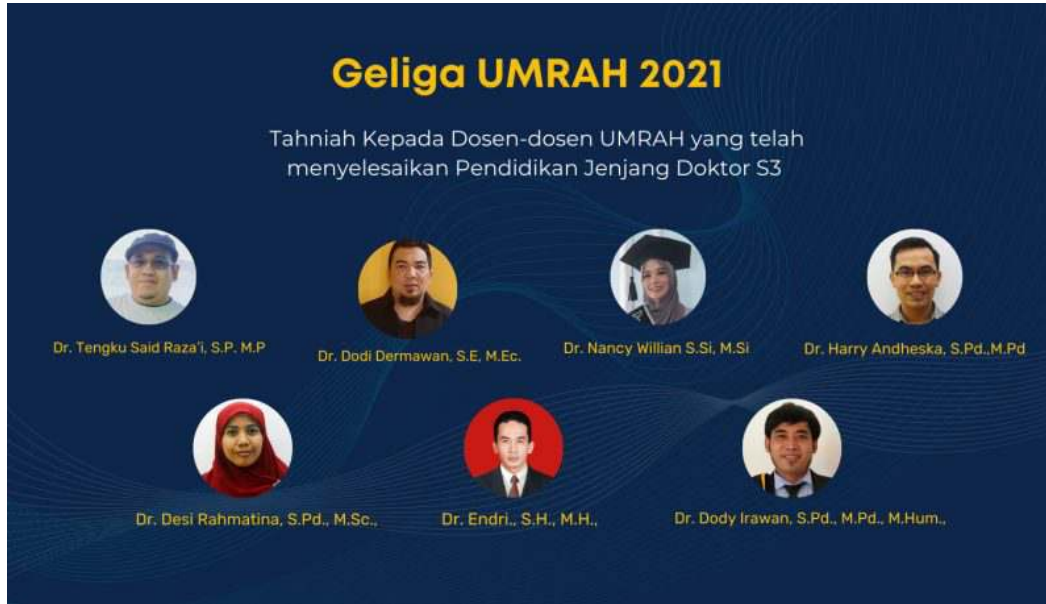 Geliga UMRAH 2021
Tahniah Kepada Dosen-dosen UMRAH yang telah
menyelesaikan Pendidikan Jenjang Doktor S3
Dr. Tengku Said Raza'i, S.P. M.P
Dr. Dodi Dermawan, S.E, M.Ec.
Dr. Nancy Willian S.Si, M.Si
Dr. Harry Andheska, S.Pd.,M.Pd
Dr. Desi Rahmatina, S.Pd., M.Sc.,
Dr. Endri., S.H., M.H.,
Dr. Dody Irawan, S.Pd., M.Pd., M.Hum.,